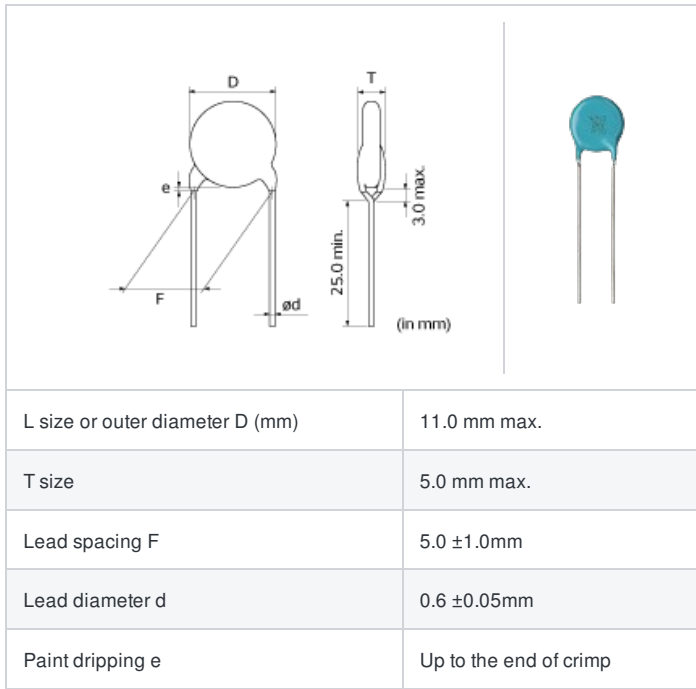 D
T
e
3.0 max.
25.0 min.
F
ød
(in mm)
L size or outer diameter D (mm) 11.0 mm max.
T size 5.0 mm max.
Lead spacing F 5.0 ±1.0mm
Lead diameter d 0.6 ±0.05mm
Paint dripping e Up to the end of crimp